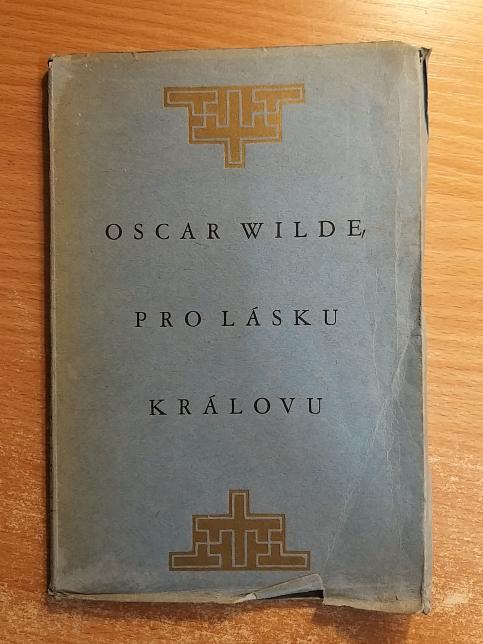 OSCAR WILDE,
PRO LÁSKU
KRÁLOVU